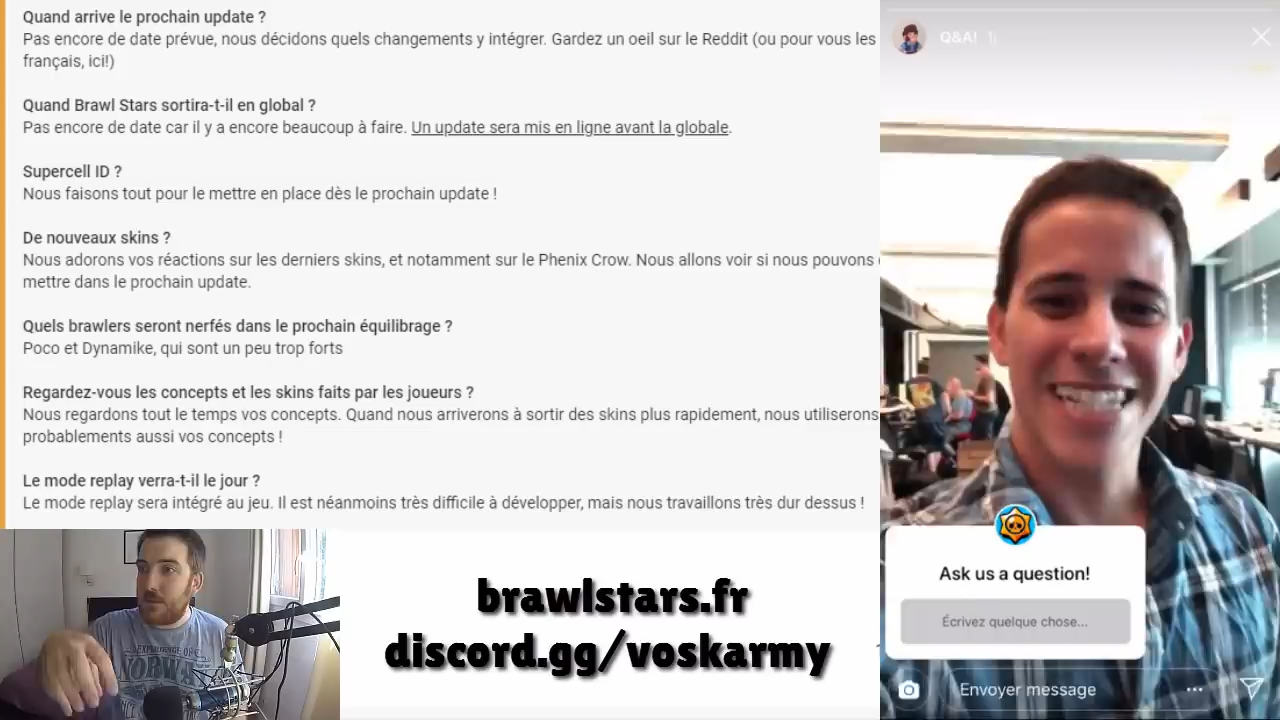 Quand arrive le prochain update ?
Pas encore de date prévue, nous décidons quels changements y intégrer. Gardez un oeil sur le Reddit (ou pour vous les
français, ici!)
Quand Brawl Stars sortira-t-il en global ?
Pas encore de date car il y a encore beaucoup à faire. Un update sera mis en ligne avant la globale.
Supercell ID ?
Nous faisons tout pour le mettre en place dès le prochain update !
De nouveaux skins ?
Nous adorons vos réactions sur les derniers skins, et notamment sur le Phenix Crow. Nous allons voir si nous pouvons
mettre dans le prochain update.
Quels brawlers seront nerfés dans le prochain équilibrage ?
Poco et Dynamike, qui sont un peu trop forts
Regardez-vous les concepts et les skins faits par les joueurs ?
Nous regardons tout le temps vos concepts. Quand nous arriverons à sortir des skins plus rapidement, nous utiliserons
probablements aussi vos concepts !
Le mode replay verra-t-il le jour ?
Le mode replay sera intégré au jeu. Il est néanmoins très difficile à développer, mais nous travaillons très dur dessus !
Q&A!
Ask us a question!
Écrivez quelque chose...
Envoyer message
brawlstars.fr
discord.gg/voskarmy